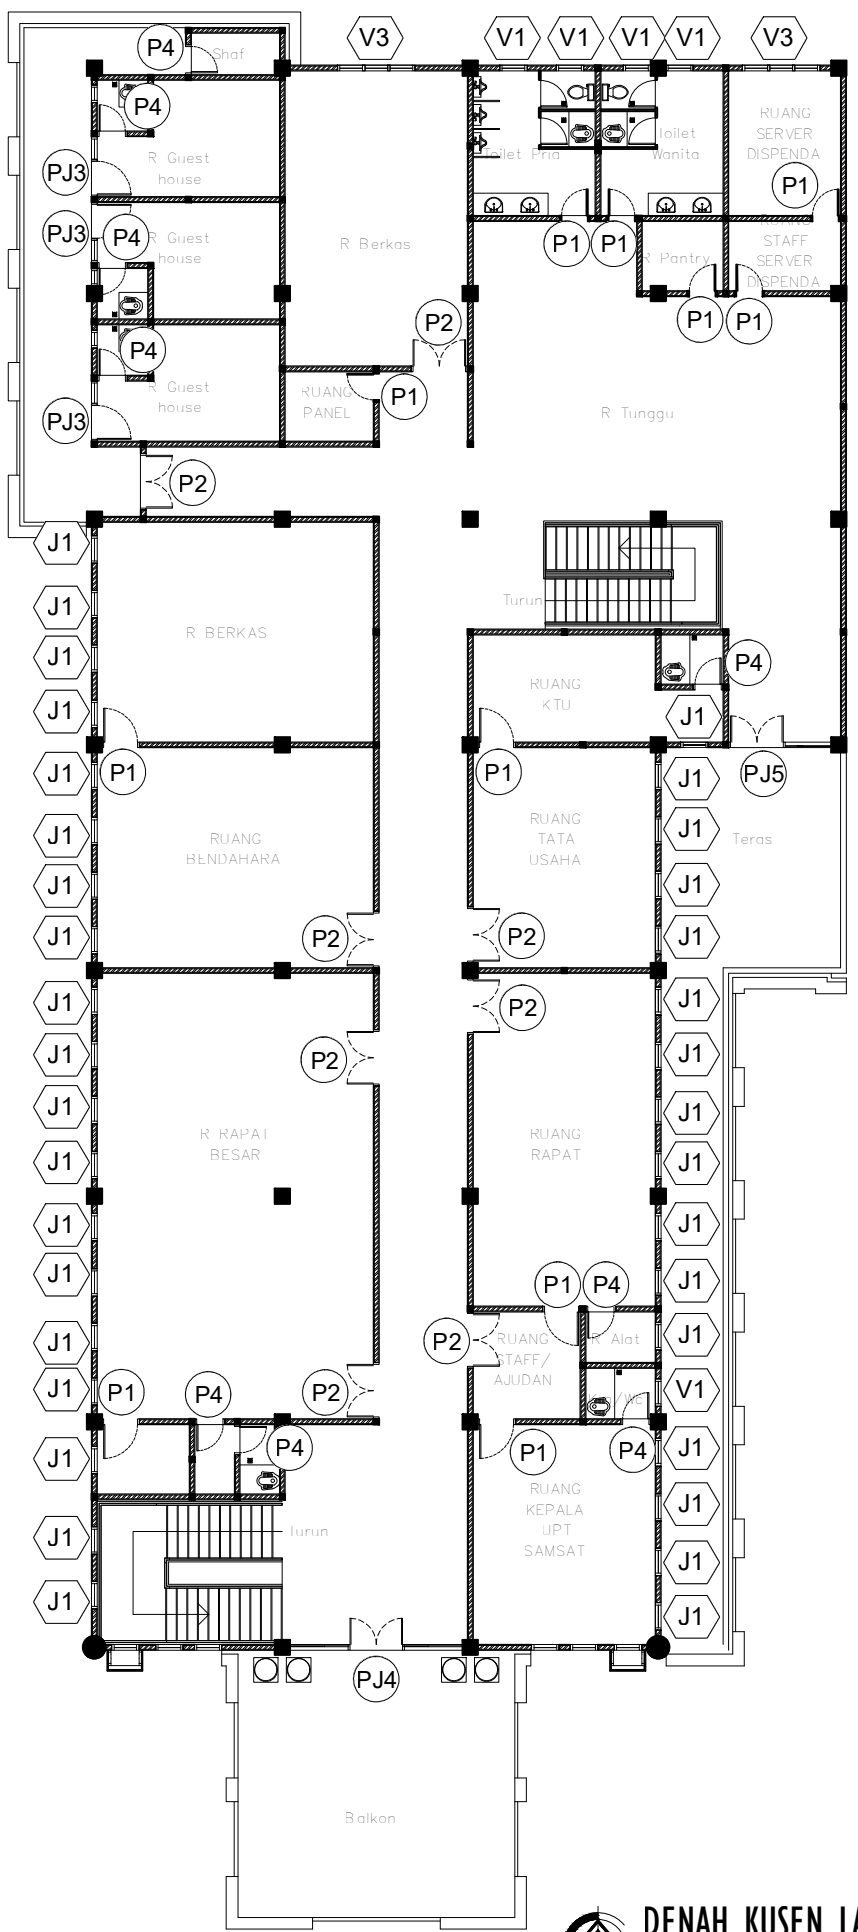 V3
V1
V1
V1
V1
V3
P4
Shaf
P4
R Guest
house
PJ3
Toilet Pria
Toilet
Wanita
RUANG
SERVER
DISPENDA
P1
PJ3
P4
R Guest
house
R Berkas
P1
P1
R Pantry
RUANG
STAFF
SERVER
DISPENDA
P1
P1
P2
P4
R Guest
house
PJ3
RUANG
PANEL
P1
R Tunggu
P2
J1
J1
J1
J1
R BERKAS
Turun
RUANG
KTU
P4
J1
P1
P1
PJ5
J1
J1
J1
J1
RUANG
BENDAHARA
RUANG
TATA
USAHA
J1
J1
J1
J1
Teras
P2
P2
P2
P2
J1
J1
J1
J1
J1
J1
J1
J1
R RAPAT
BESAR
RUANG
RAPAT
J1
J1
J1
J1
J1
J1
J1
P1
P4
P2
RUANG
STAFF/
AJUDAN
R Alat
P2
V1
Km/Wc
P1
P4
P4
P1
P4
J1
J1
J1
Turun
RUANG
KEPALA
UPT
SAMSAT
J1
J1
J1
J1
PJ4
Balkon